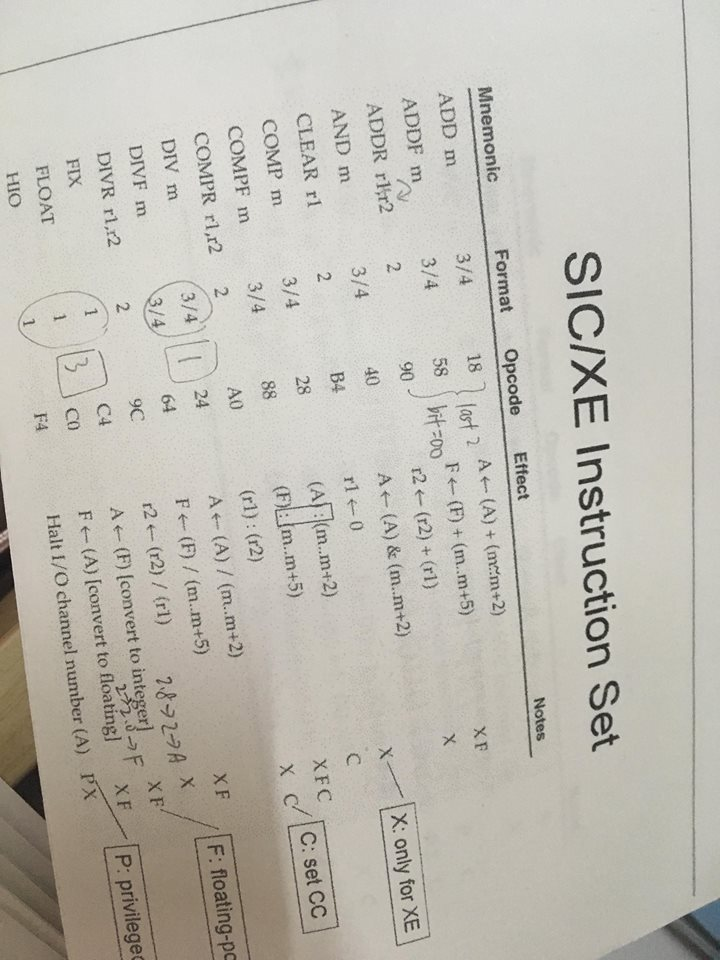 SIC/XE Instruction Set
Mnemonic Format Opcode Effect Notes
ADD m 3/4 18 A ← (A) + (m..m+2)
ADDF m 3/4 58 F ← (F) + (m..m+5) X F
last 2
bit=00
ADDR r1,r2 2 90 r2 ← (r2) + (r1) X
AND m 3/4 40 A ← (A) & (m..m+2)
CLEAR r1 2 B4 r1 ← 0 X
X: only for XE
COMP m 3/4 28 (A) : (m..m+2) C
COMPF m 3/4 88 (F) : (m..m+5) X F C
COMPR r1,r2 2 A0 (r1) : (r2) X C
C: set CC
DIV m 3/4 24 A ← (A) / (m..m+2)
1
DIVF m 3/4 64 F ← (F) / (m..m+5) X F
F: floating-po
DIVR r1,r2 2 9C r2 ← (r2) / (r1) X
2.8→2→A
FIX 1 C4 A ← (F) [convert to integer] X F
3
FLOAT 1 C0 F ← (A) [convert to floating] X F
2→2.0→F
HIO 1 F4 Halt I/O channel number (A) P X
P: privileged